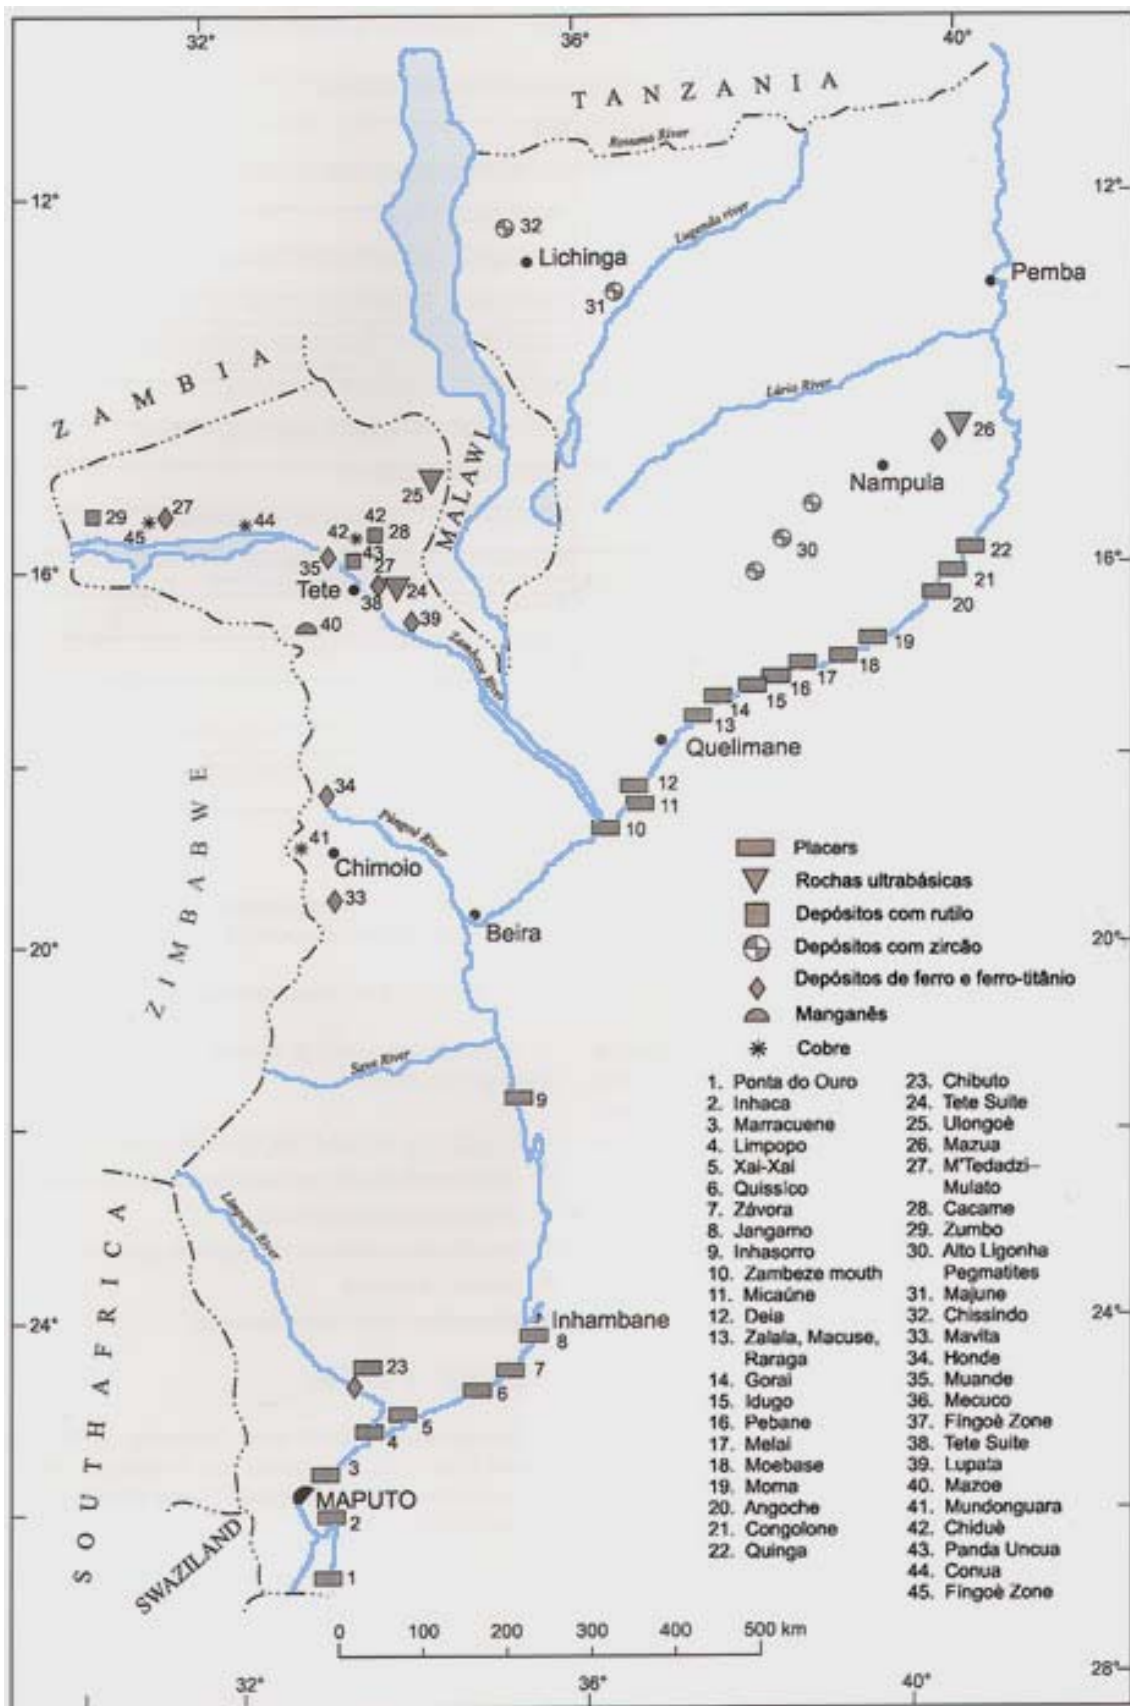 32°
36°
40°
TANZANIA
Rovuma River
12°
12°
32
Lichinga
Lugenda river
31
Pemba
ZAMBIA
Lúrio River
MALAWI
26
Nampula
25
29
27
45
44
42
42
28
43
35
27
24
30
16°
16°
Tete
38
39
40
Zambeze River
22
21
20
19
18
17
16
15
14
13
Quelimane
12
11
10
ZIMBABWE
34
Púngoé River
41
Chimoio
33
Beira
20°
20°
Placers
Rochas ultrabásicas
Depósitos com rutilo
Depósitos com zircão
Depósitos de ferro e ferro-titânio
Manganês
Cobre
Save River
9
SOUTH AFRICA
Limpopo River
Inhambane
8
24°
24°
23
7
6
5
4
3
MAPUTO
2
SWAZILAND
1
1. Ponta do Ouro
2. Inhaca
3. Marracuene
4. Limpopo
5. Xai-Xai
6. Quissico
7. Závora
8. Jangamo
9. Inhasorro
10. Zambeze mouth
11. Micaúne
12. Deia
13. Zalala, Macuse,
Raraga
14. Gorai
15. Idugo
16. Pebane
17. Melai
18. Moebase
19. Moma
20. Angoche
21. Congolone
22. Quinga
23. Chibuto
24. Tete Suite
25. Ulongoè
26. Mazua
27. M'Tedadzi–
Mulato
28. Cacame
29. Zumbo
30. Alto Ligonha
Pegmatites
31. Majune
32. Chissindo
33. Mavita
34. Honde
35. Muande
36. Mecuco
37. Fingoè Zone
38. Tete Suite
39. Lupata
40. Mazoe
41. Mundonguara
42. Chiduè
43. Panda Uncua
44. Conua
45. Fingoè Zone
0 100 200 300 400 500 km
28°
32°
36°
40°